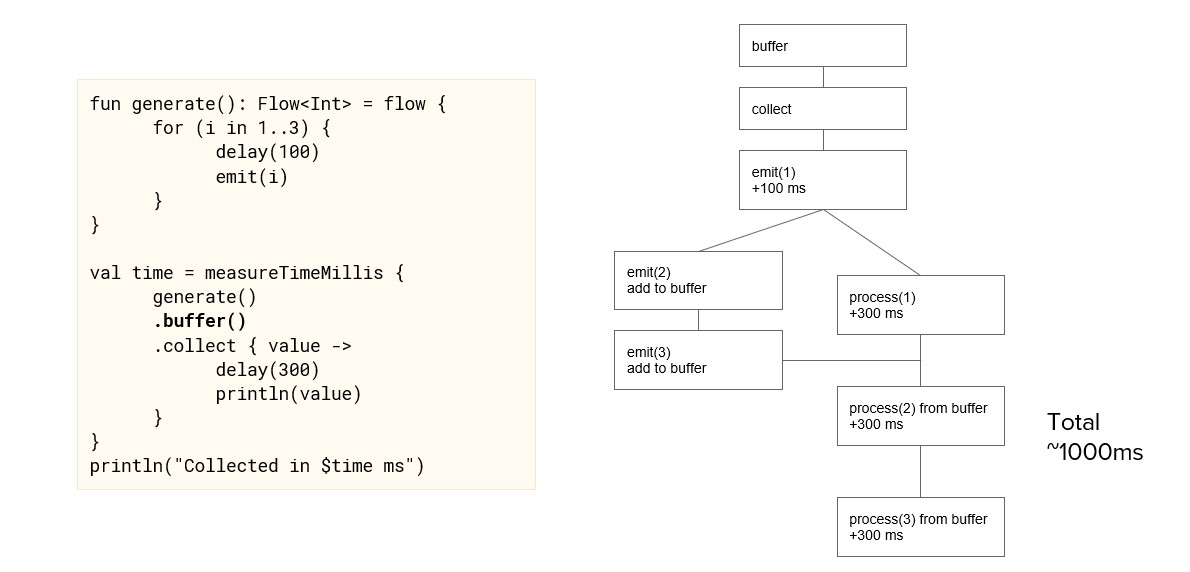 fun generate(): Flow<Int> = flow {
for (i in 1..3) {
delay(100)
emit(i)
}
}
val time = measureTimeMillis {
generate()
.buffer()
.collect { value ->
delay(300)
println(value)
}
}
println("Collected in $time ms")
buffer
collect
emit(1)
+100 ms
emit(2)
add to buffer
process(1)
+300 ms
emit(3)
add to buffer
process(2) from buffer
+300 ms
process(3) from buffer
+300 ms
Total
~1000ms